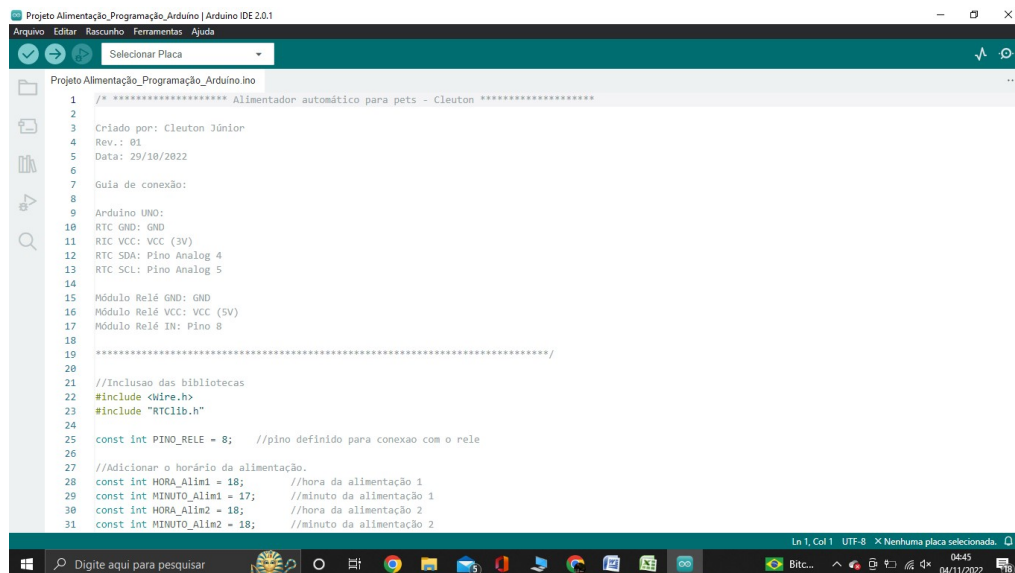 Projeto Alimentação_Programação_Arduíno | Arduino IDE 2.0.1
Arquivo Editar Rascunho Ferramentas Ajuda
Selecionar Placa
Projeto Alimentação_Programação_Arduíno.ino
1 /* ******************** Alimentador automático para pets - Cleuton ********************
2
3 Criado por: Cleuton Júnior
4 Rev.: 01
5 Data: 29/10/2022
6
7 Guia de conexão:
8
9 Arduino UNO:
10 RTC GND: GND
11 RIC VCC: VCC (3V)
12 RTC SDA: Pino Analog 4
13 RTC SCL: Pino Analog 5
14
15 Módulo Relé GND: GND
16 Módulo Relé VCC: VCC (5V)
17 Módulo Relé IN: Pino 8
18
19 *******************************************************************************/
20
21 //Inclusao das bibliotecas
22 #include <Wire.h>
23 #include "RTClib.h"
24
25 const int PINO_RELE = 8; //pino definido para conexao com o rele
26
27 //Adicionar o horário da alimentação.
28 const int HORA_Alim1 = 18; //hora da alimentação 1
29 const int MINUTO_Alim1 = 17; //minuto da alimentação 1
30 const int HORA_Alim2 = 18; //hora da alimentação 2
31 const int MINUTO_Alim2 = 18; //minuto da alimentação 2
Ln 1, Col 1 UTF-8 × Nenhuma placa selecionada.
Digite aqui para pesquisar
5
Bitc...
04:45
04/11/2022
18